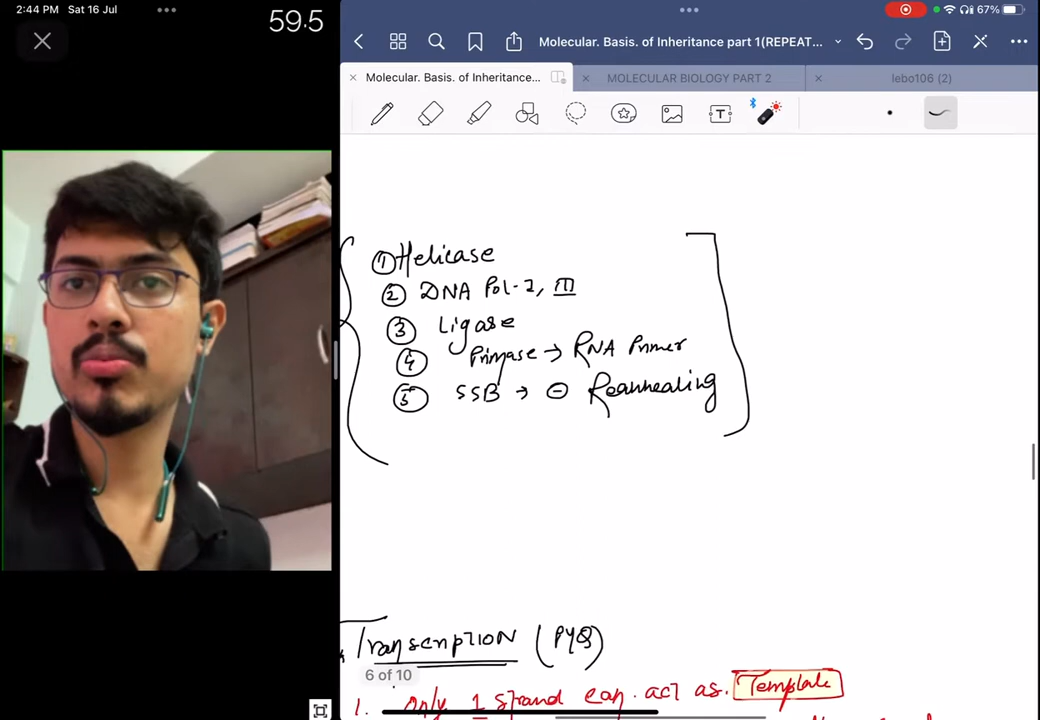 2:44 PM Sat 16 Jul
59.5
67%
Molecular. Basis. of Inheritance part 1(REPEAT...
Molecular. Basis. of Inheritance...
MOLECULAR BIOLOGY PART 2
lebo106 (2)
① Helicase
② DNA Pol-I, III
③ Ligase
④ Primase → RNA Primer
⑤ SSB → ⊖ Reannealing
Transcription (PYQ)
6 of 10
1. only 1 strand can act as. Template